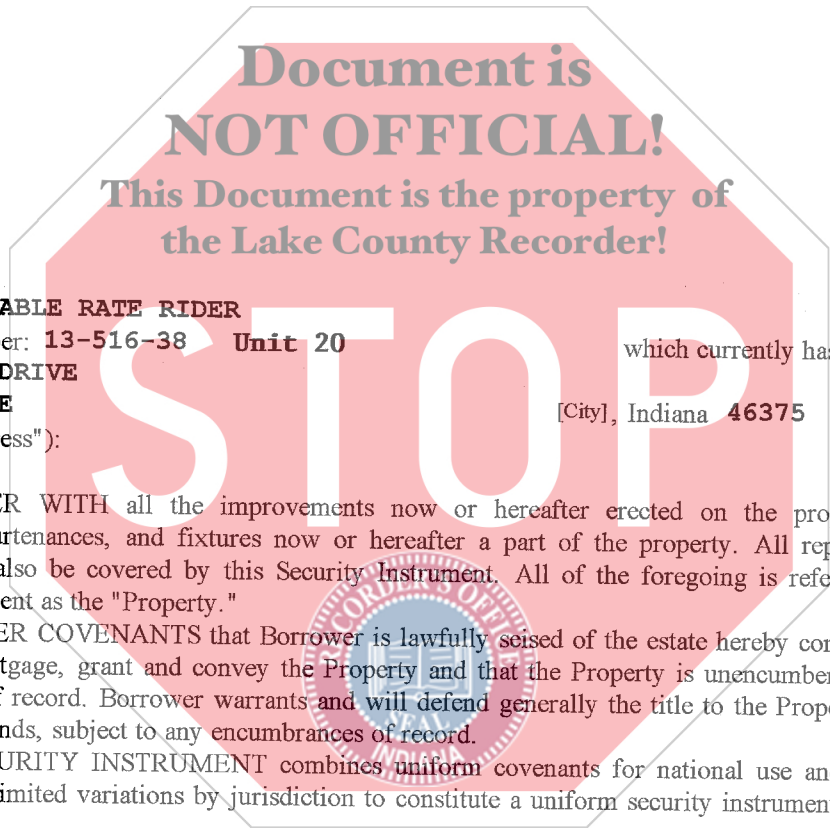 Document is
NOT OFFICIAL!
This Document is the property of
the Lake County Recorder!
STOP
ABLE RATE RIDER
er: 13-516-38 Unit 20 which currently has
DRIVE
E [City], Indiana 46375
ess"):
ER WITH all the improvements now or hereafter erected on the pro
urtenances, and fixtures now or hereafter a part of the property. All rep
also be covered by this Security Instrument. All of the foregoing is refe
ent as the "Property."
ER COVENANTS that Borrower is lawfully seised of the estate hereby con
tgage, grant and convey the Property and that the Property is unencumber
f record. Borrower warrants and will defend generally the title to the Prope
nds, subject to any encumbrances of record.
URITY INSTRUMENT combines uniform covenants for national use an
imited variations by jurisdiction to constitute a uniform security instrument
RECORDER'S OFFICE
SEAL
INDIANA